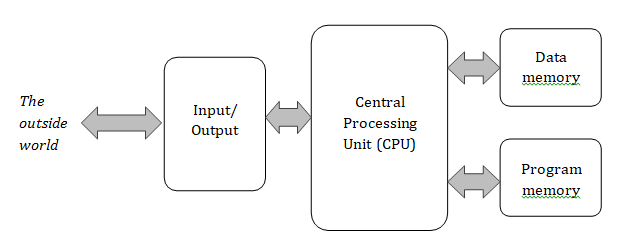 The
outside
world
Input/
Output
Central
Processing
Unit (CPU)
Data
memory
Program
memory